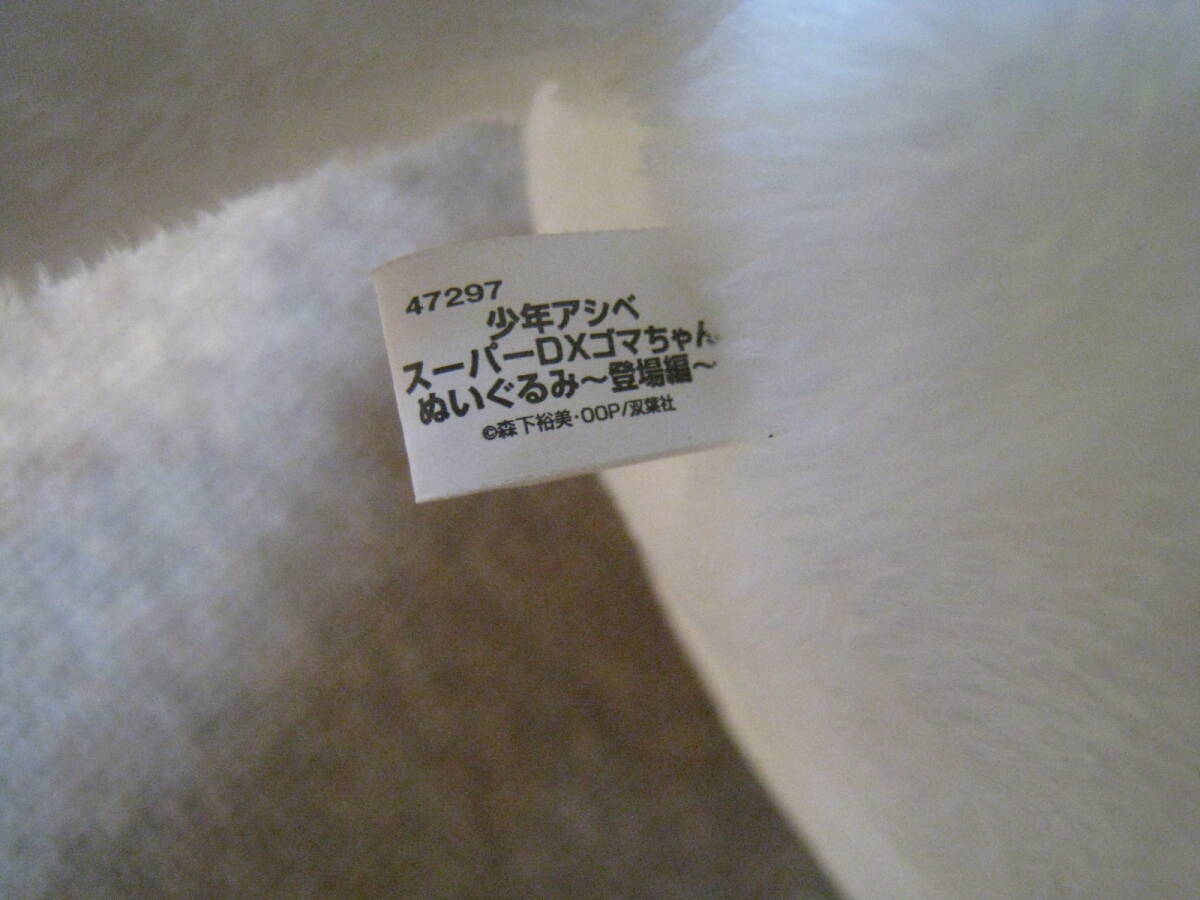 47297
少年アシベ
スーパーDXゴマちゃん
ぬいぐるみ～登場編～
©森下裕美・OOP/双葉社